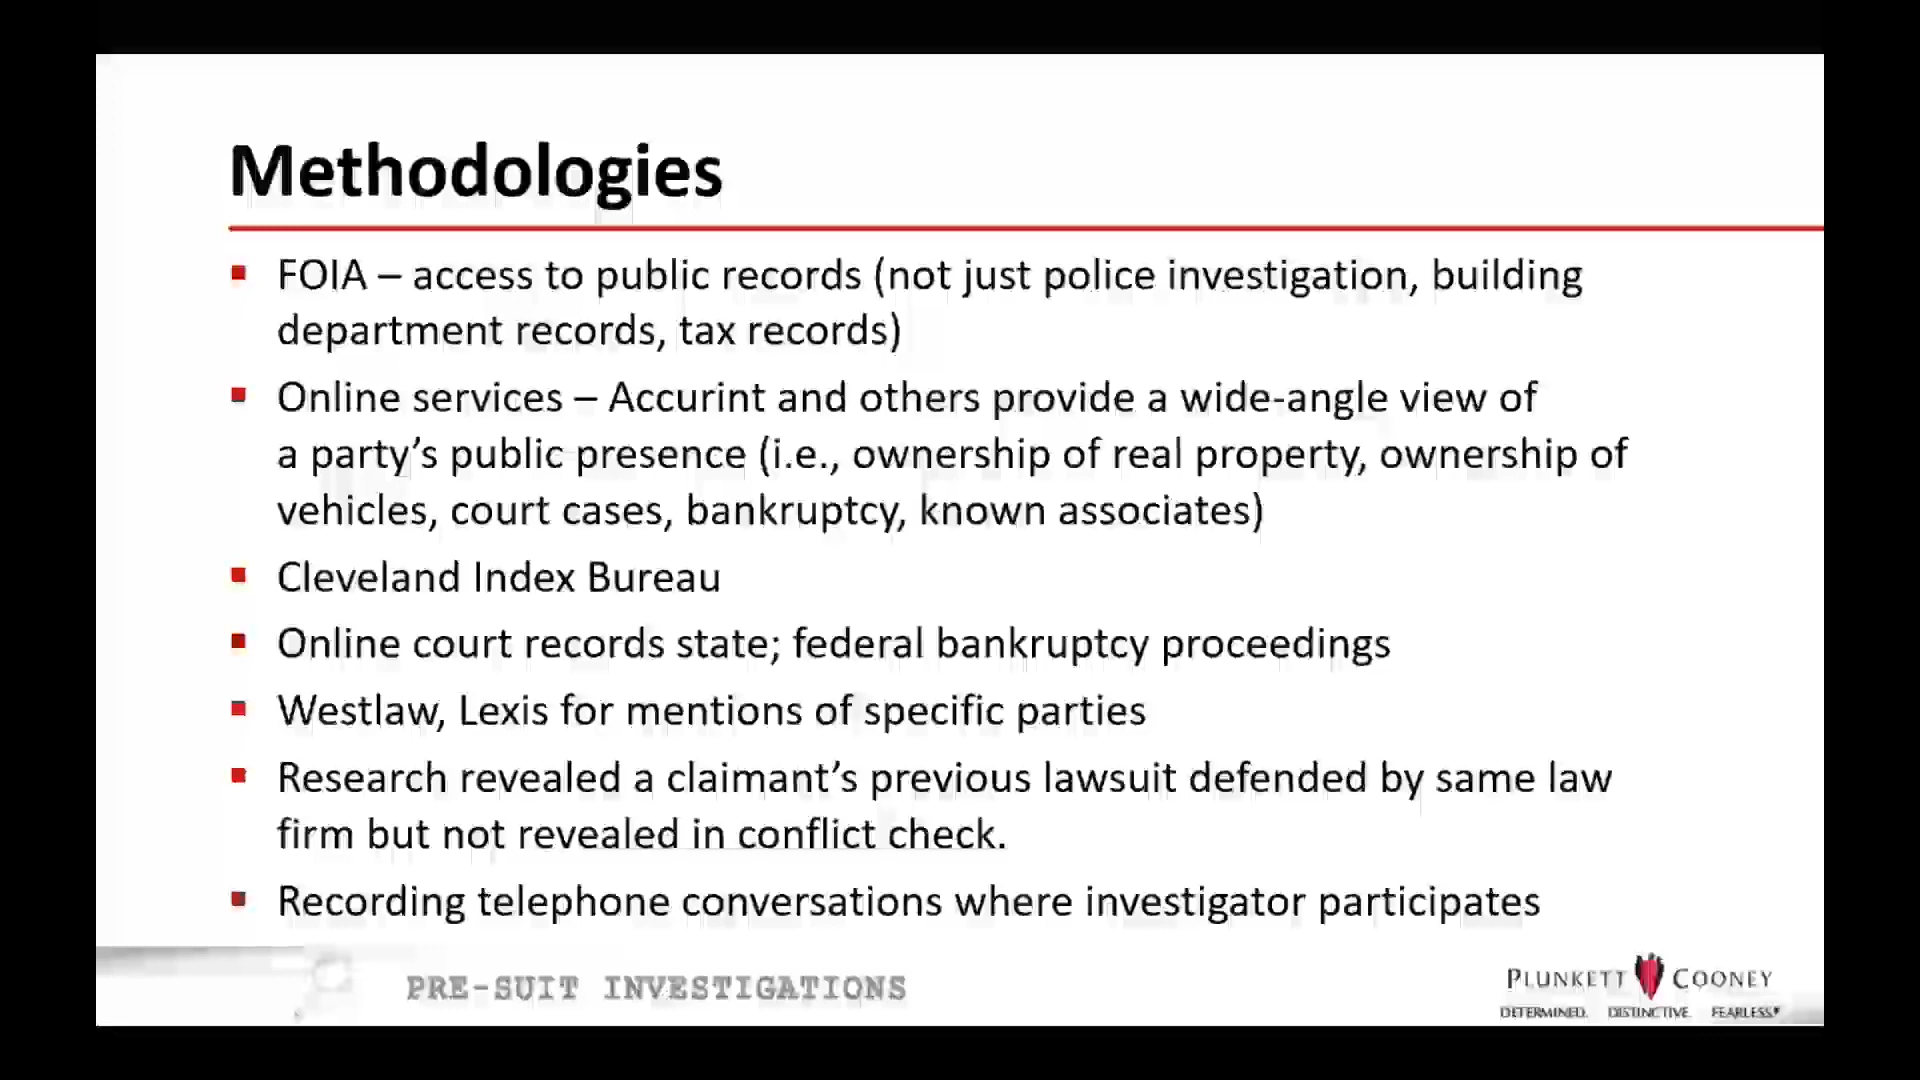 Methodologies
FOIA – access to public records (not just police investigation, building
department records, tax records)
Online services – Accurint and others provide a wide-angle view of
a party’s public presence (i.e., ownership of real property, ownership of
vehicles, court cases, bankruptcy, known associates)
Cleveland Index Bureau
Online court records state; federal bankruptcy proceedings
Westlaw, Lexis for mentions of specific parties
Research revealed a claimant’s previous lawsuit defended by same law
firm but not revealed in conflict check.
Recording telephone conversations where investigator participates
PRE-SUIT INVESTIGATIONS
PLUNKETT COONEY
DETERMINED. DISTINCTIVE. FEARLESS.